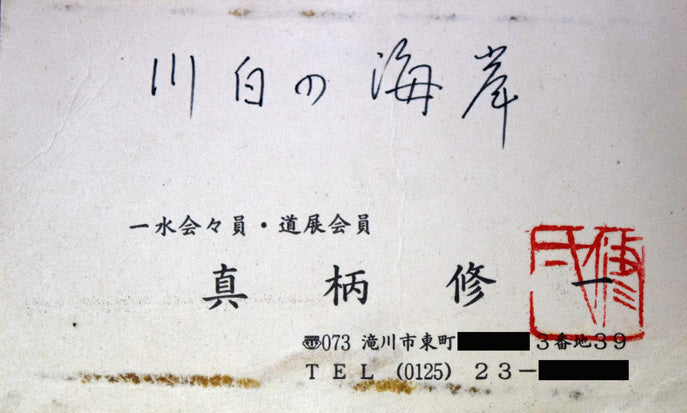 川白の海岸
一水会々員・道展会員
真柄修一
〠073 滝川市東町 3番地39
TEL (0125) 23-